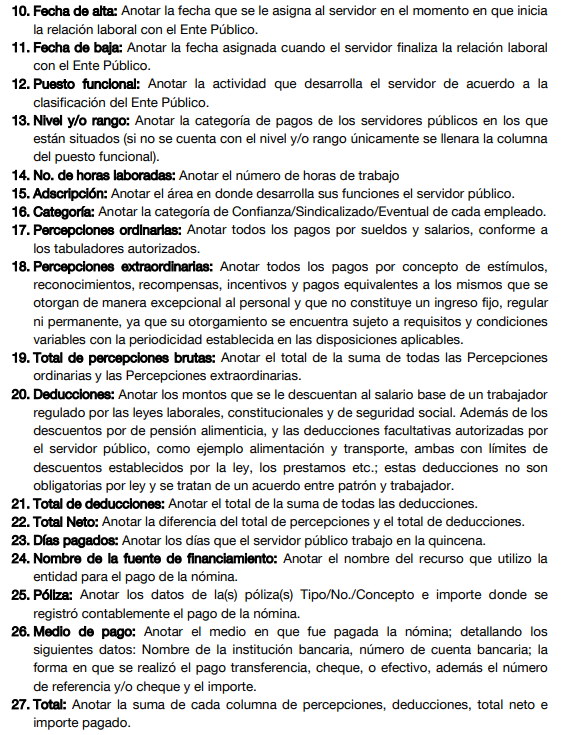 10. Fecha de alta: Anotar la fecha que se le asigna al servidor en el momento en que inicia
la relación laboral con el Ente Público.
11. Fecha de baja: Anotar la fecha asignada cuando el servidor finaliza la relación laboral
con el Ente Público.
12. Puesto funcional: Anotar la actividad que desarrolla el servidor de acuerdo a la
clasificación del Ente Público.
13. Nivel y/o rango: Anotar la categoría de pagos de los servidores públicos en los que
están situados (si no se cuenta con el nivel y/o rango únicamente se llenara la columna
del puesto funcional).
14. No. de horas laboradas: Anotar el número de horas de trabajo
15. Adscripción: Anotar el área en donde desarrolla sus funciones el servidor público.
16. Categoría: Anotar la categoría de Confianza/Sindicalizado/Eventual de cada empleado.
17. Percepciones ordinarias: Anotar todos los pagos por sueldos y salarios, conforme a
los tabuladores autorizados.
18. Percepciones extraordinarias: Anotar todos los pagos por concepto de estímulos,
reconocimientos, recompensas, incentivos y pagos equivalentes a los mismos que se
otorgan de manera excepcional al personal y que no constituye un ingreso fijo, regular
ni permanente, ya que su otorgamiento se encuentra sujeto a requisitos y condiciones
variables con la periodicidad establecida en las disposiciones aplicables.
19. Total de percepciones brutas: Anotar el total de la suma de todas las Percepciones
ordinarias y las Percepciones extraordinarias.
20. Deducciones: Anotar los montos que se le descuentan al salario base de un trabajador
regulado por las leyes laborales, constitucionales y de seguridad social. Además de los
descuentos por de pensión alimenticia, y las deducciones facultativas autorizadas por
el servidor público, como ejemplo alimentación y transporte, ambas con límites de
descuentos establecidos por la ley, los prestamos etc.; estas deducciones no son
obligatorias por ley y se tratan de un acuerdo entre patrón y trabajador.
21. Total de deducciones: Anotar el total de la suma de todas las deducciones.
22. Total Neto: Anotar la diferencia del total de percepciones y el total de deducciones.
23. Días pagados: Anotar los días que el servidor público trabajo en la quincena.
24. Nombre de la fuente de financiamiento: Anotar el nombre del recurso que utilizo la
entidad para el pago de la nómina.
25. Póliza: Anotar los datos de la(s) póliza(s) Tipo/No./Concepto e importe donde se
registró contablemente el pago de la nómina.
26. Medio de pago: Anotar el medio en que fue pagada la nómina; detallando los
siguientes datos: Nombre de la institución bancaria, número de cuenta bancaria; la
forma en que se realizó el pago transferencia, cheque, o efectivo, además el número
de referencia y/o cheque y el importe.
27. Total: Anotar la suma de cada columna de percepciones, deducciones, total neto e
importe pagado.